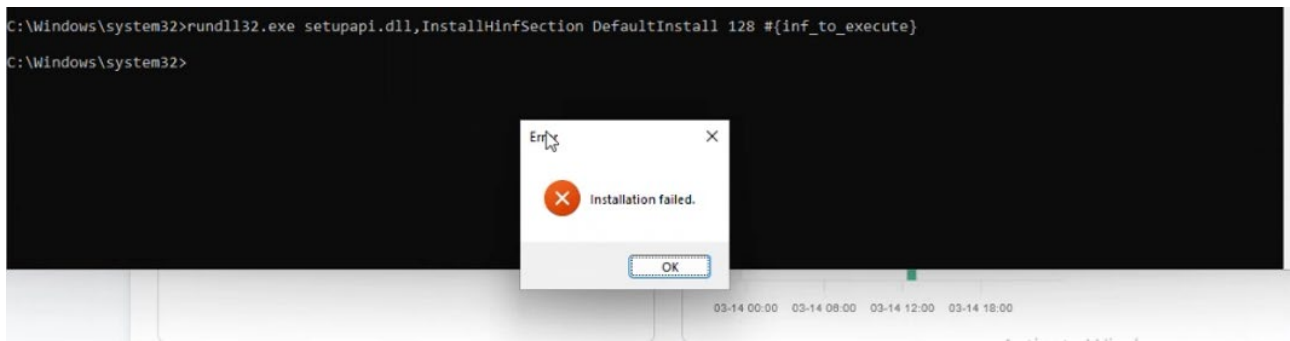 C:\Windows\system32>rundll32.exe setupapi.dll,InstallHinfSection DefaultInstall 128 #{inf_to_execute}
C:\Windows\system32>
Installation failed.
OK
03-14 00:00 03-14 06:00 03-14 12:00 03-14 18:00